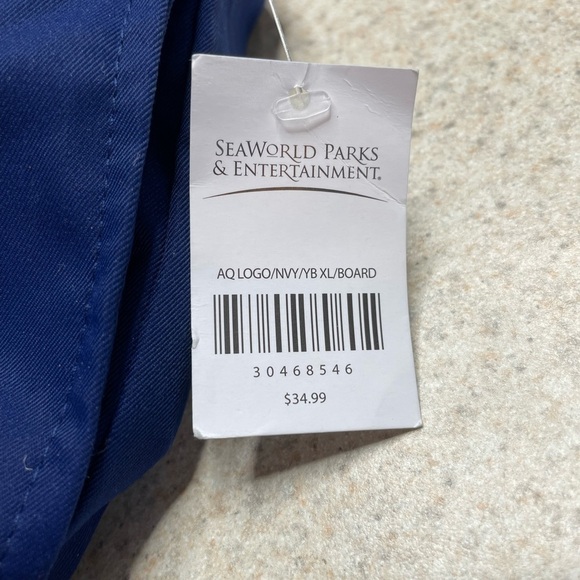 SEAWORLD PARKS
& ENTERTAINMENT®
AQ LOGO/NVY/YB XL/BOARD
30468546
$34.99